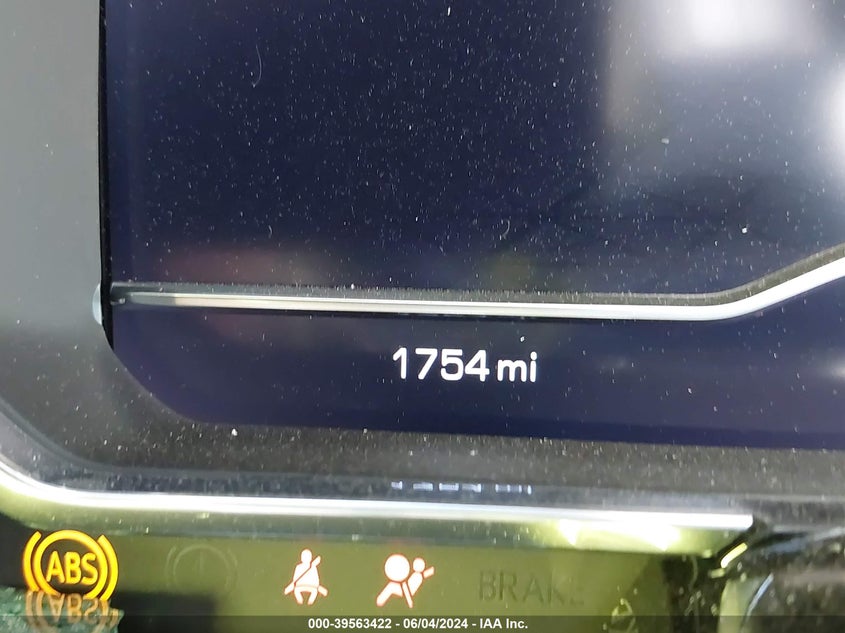 1754 mi
ABS
BRAKE
000-39563422 - 06/04/2024 - IAA Inc.